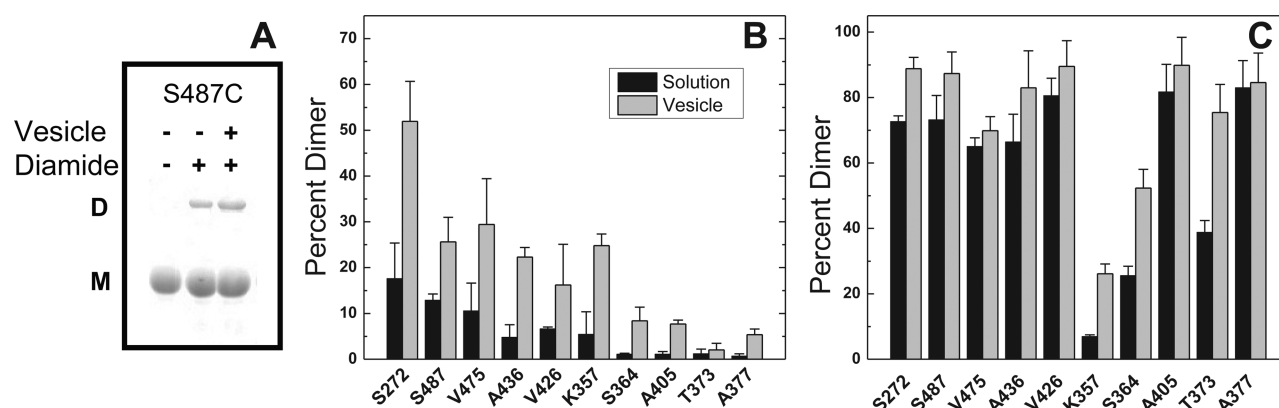 A
S487C
Vesicle - - +
Diamide - + +
D
M
B
Percent Dimer
70
60
50
40
30
20
10
0
Solution
Vesicle
S272 S487 V475 A436 V426 K357 S364 A405 T373 A377
C
Percent Dimer
100
80
60
40
20
0
S272 S487 V475 A436 V426 K357 S364 A405 T373 A377